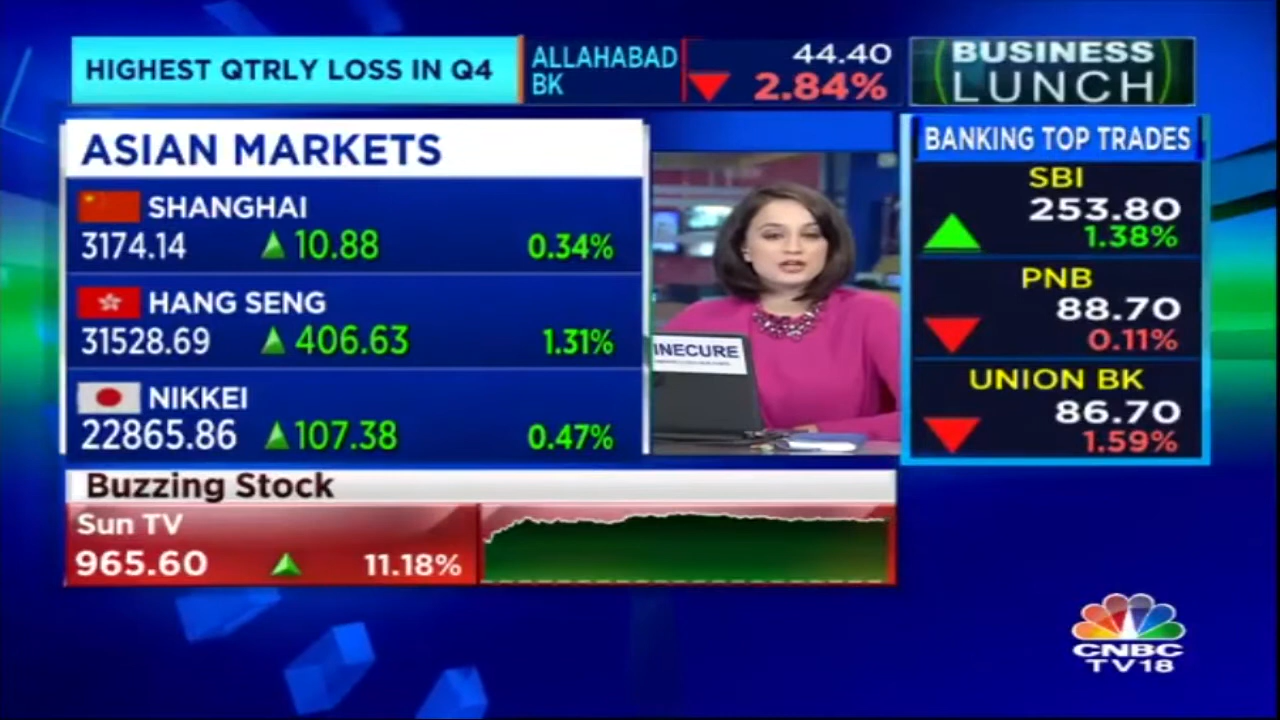 HIGHEST QTRLY LOSS IN Q4
ALLAHABAD
BK
44.40
2.84%
BUSINESS
LUNCH
ASIAN MARKETS
SHANGHAI
3174.14 10.88 0.34%
HANG SENG
31528.69 406.63 1.31%
NIKKEI
22865.86 107.38 0.47%
INECURE
BANKING TOP TRADES
SBI
253.80
1.38%
PNB
88.70
0.11%
UNION BK
86.70
1.59%
Buzzing Stock
Sun TV
965.60 11.18%
CNBC
TV18